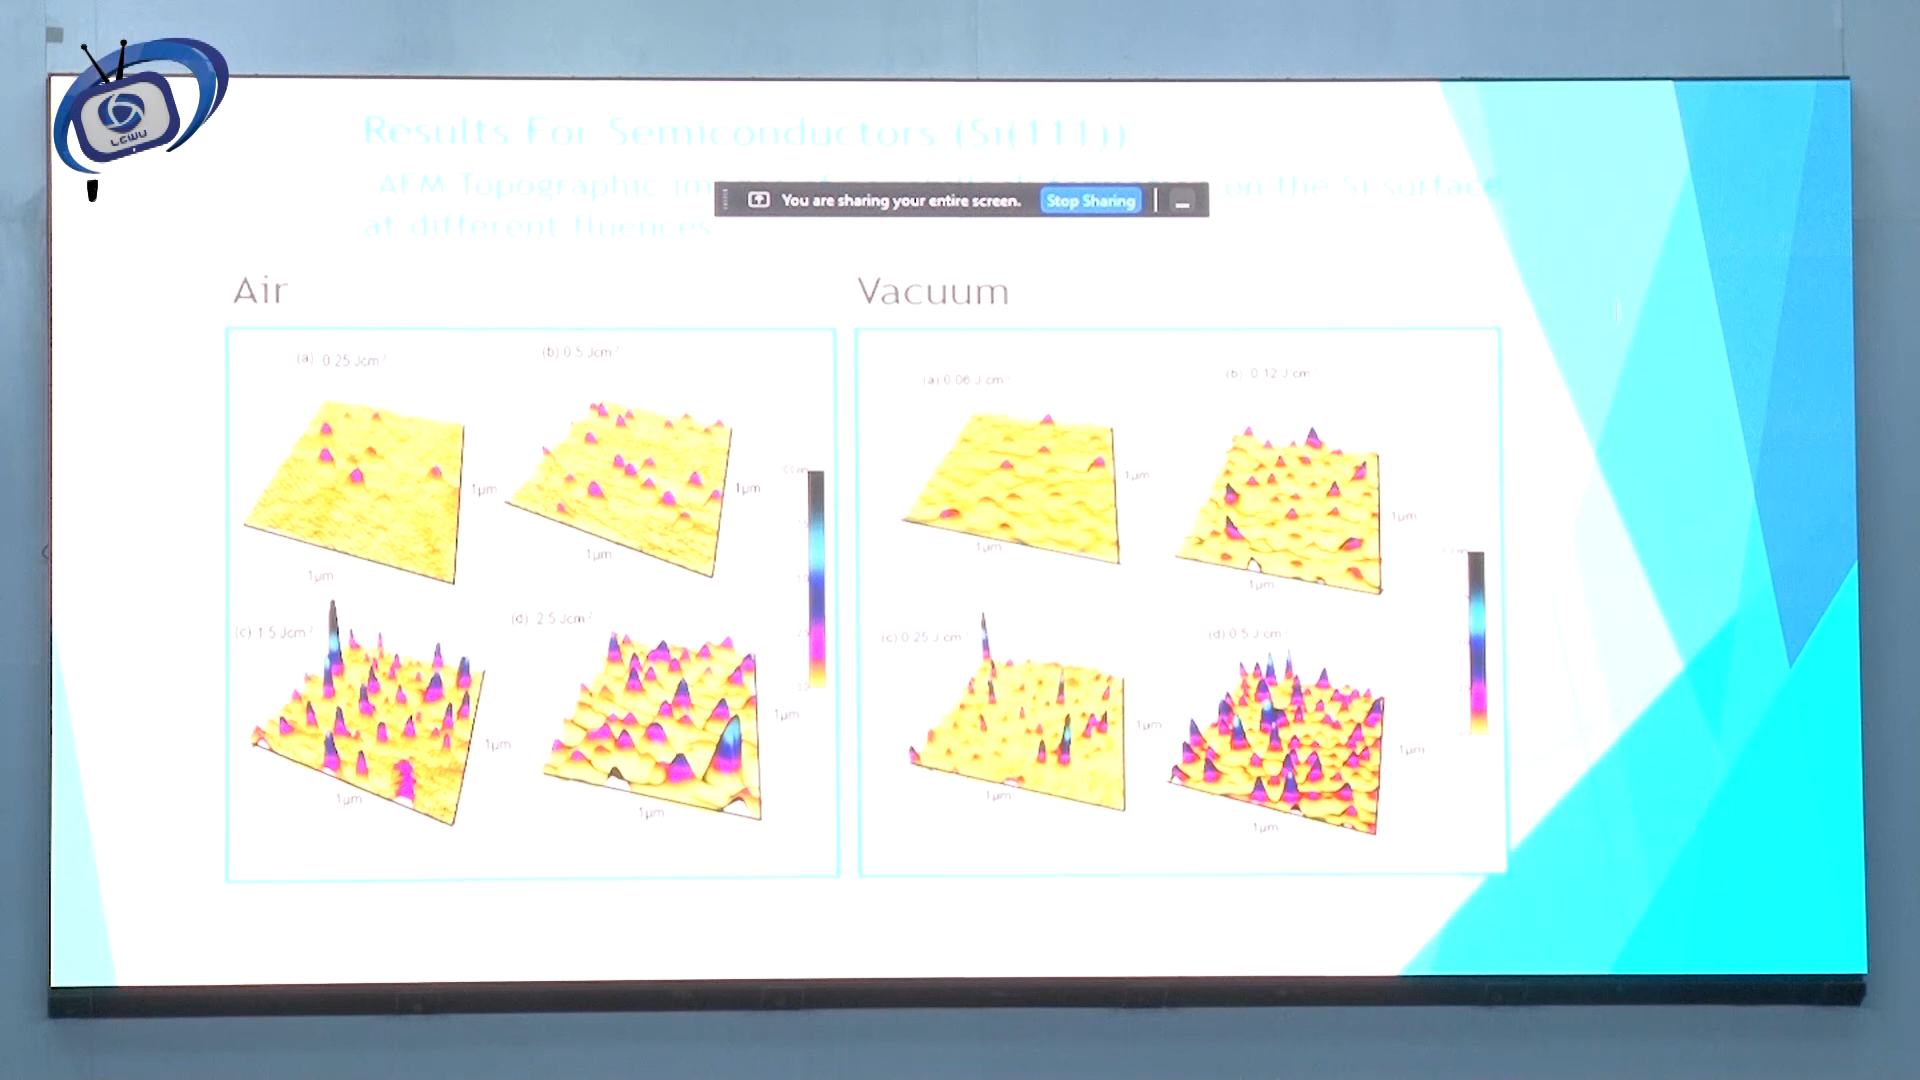 LCWU
Results For Semiconductors (Si(111))
AFM Topographic on the Si surface
at different fluences
You are sharing your entire screen. Stop Sharing
Air
Vacuum
(a) 0.25 Jcm
(b) 0.5 Jcm
1μm
1μm
1μm
1μm
(c) 1.5 Jcm
(d) 2.5 Jcm
1μm
1μm
1μm
1μm
(a) 0.06 J cm
(b) 0.12 J cm
1μm
1μm
1μm
1μm
(c) 0.25 J cm
(d) 0.5 J cm
1μm
1μm
1μm
1μm